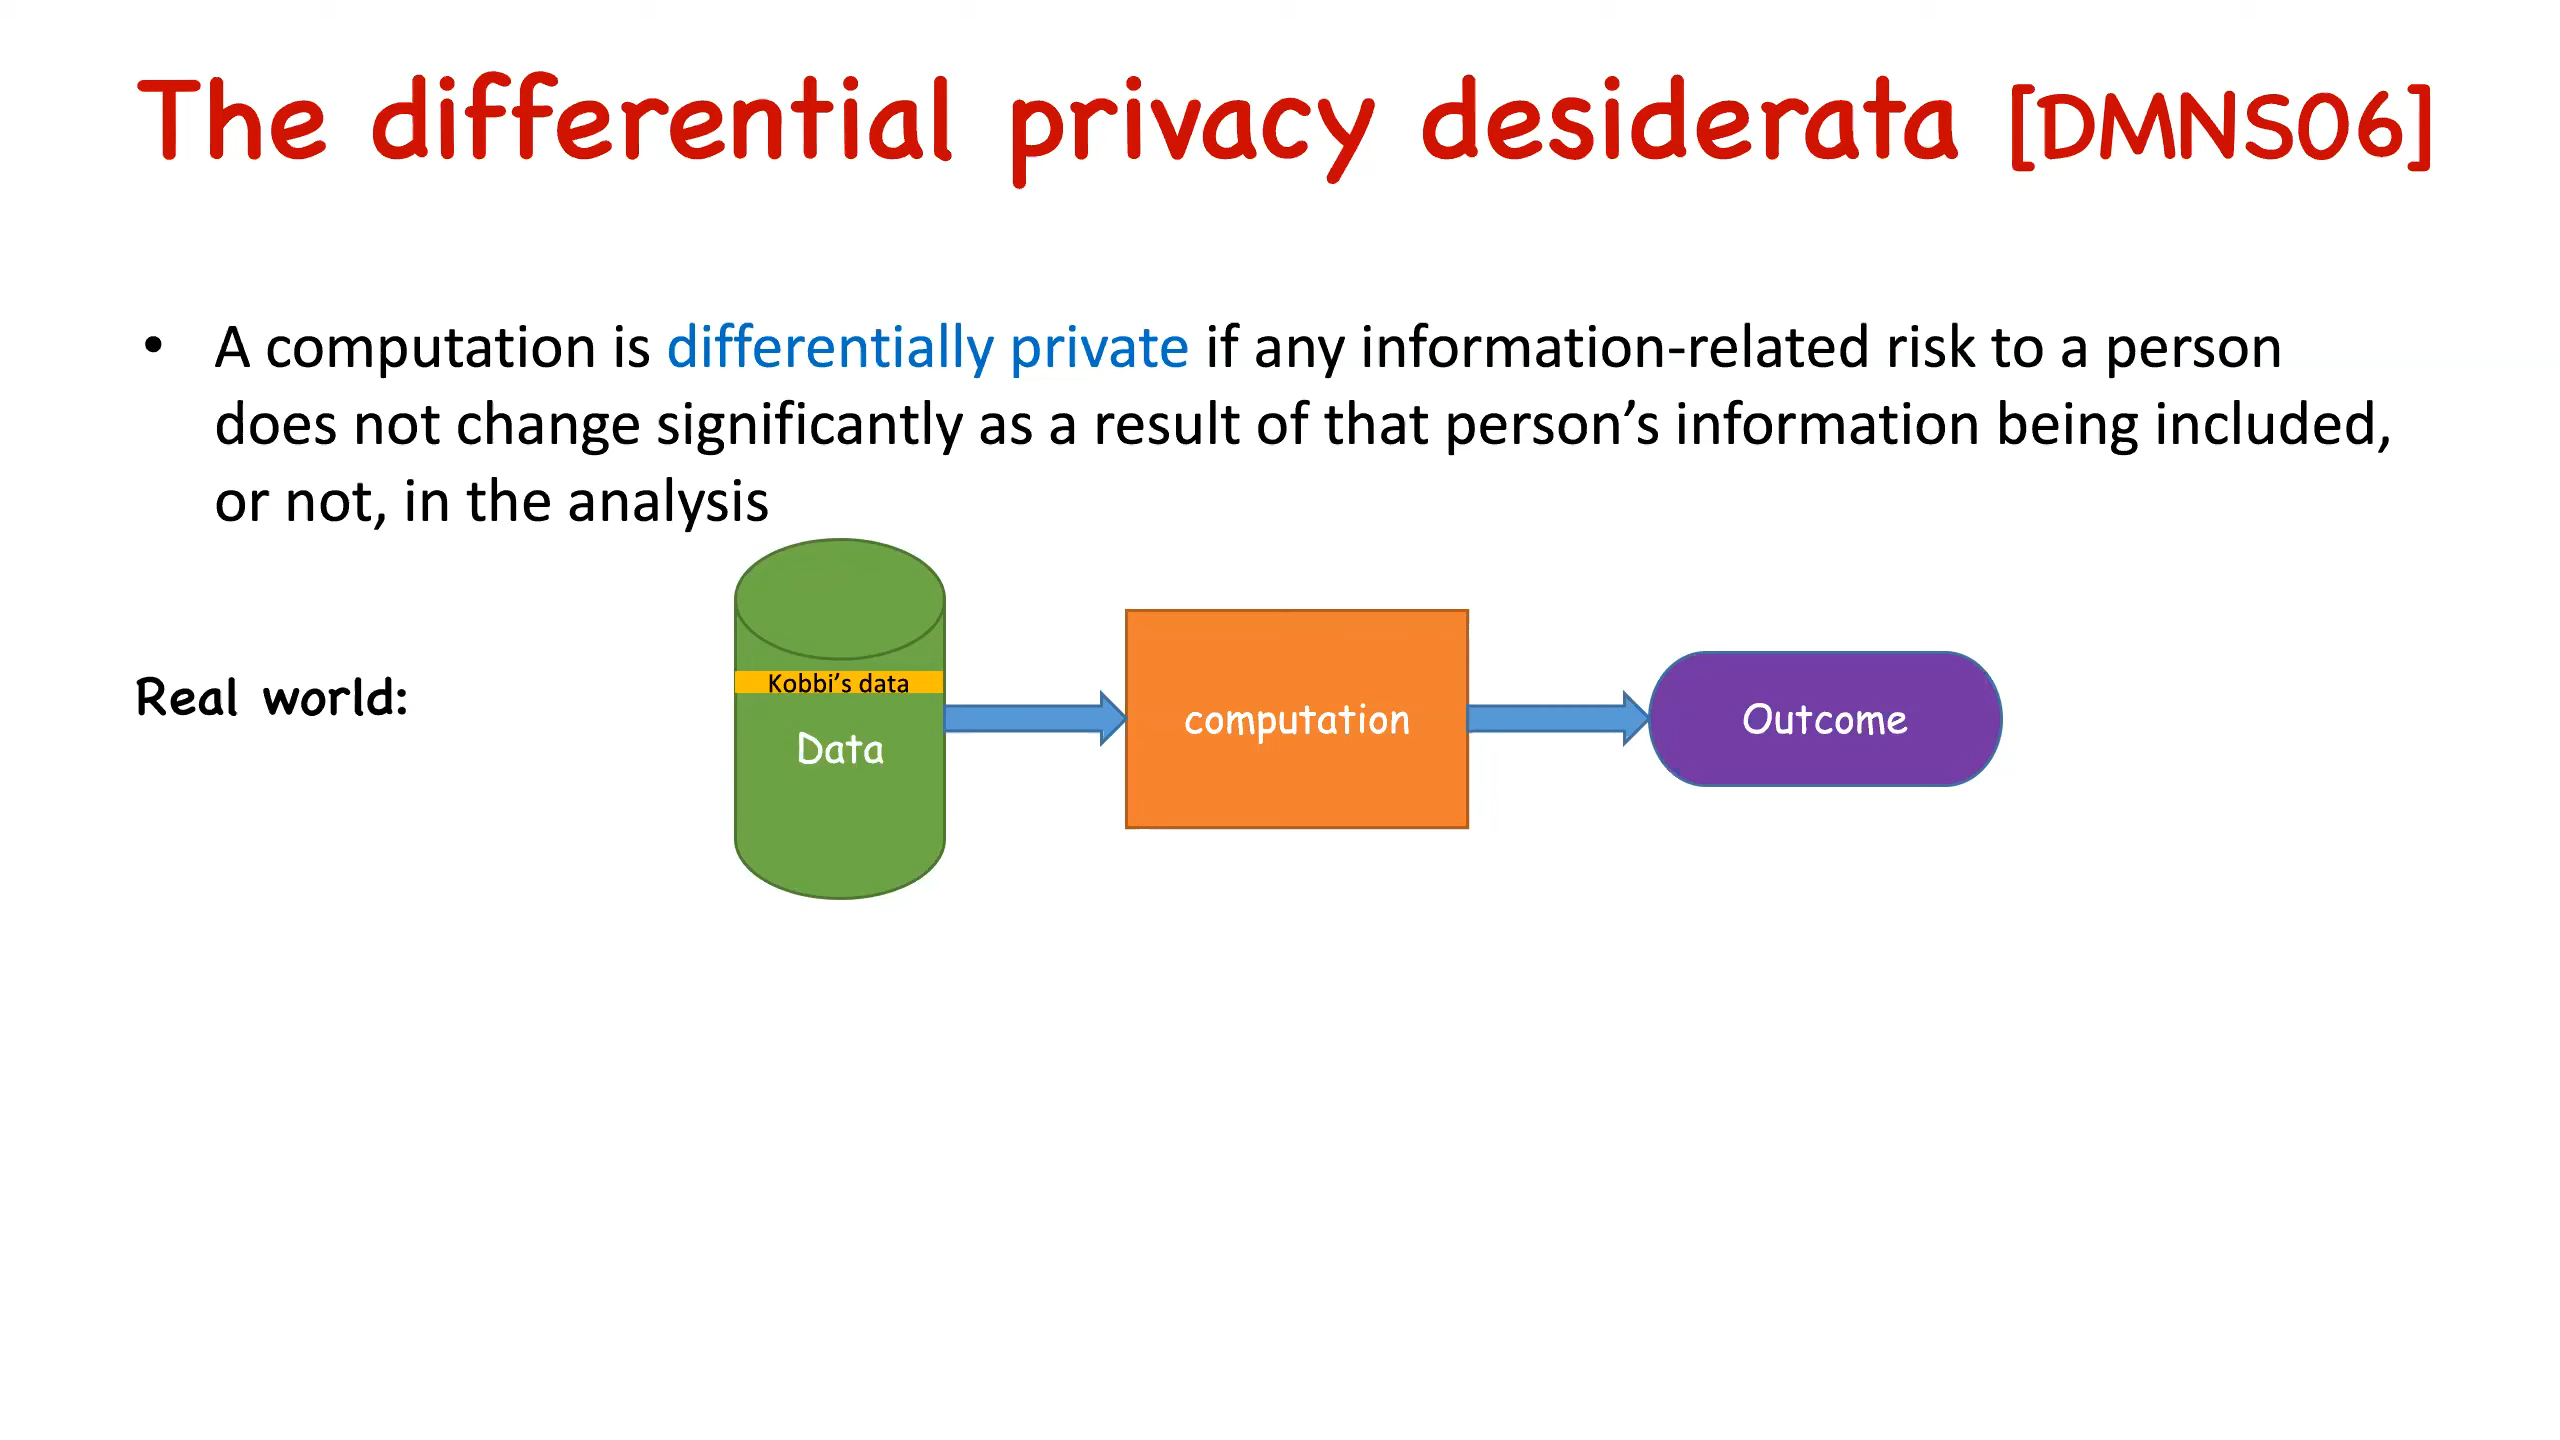 The differential privacy desiderata [DMNS06]
• A computation is differentially private if any information-related risk to a person
does not change significantly as a result of that person’s information being included,
or not, in the analysis
Real world:
Kobbi’s data
Data
computation
Outcome